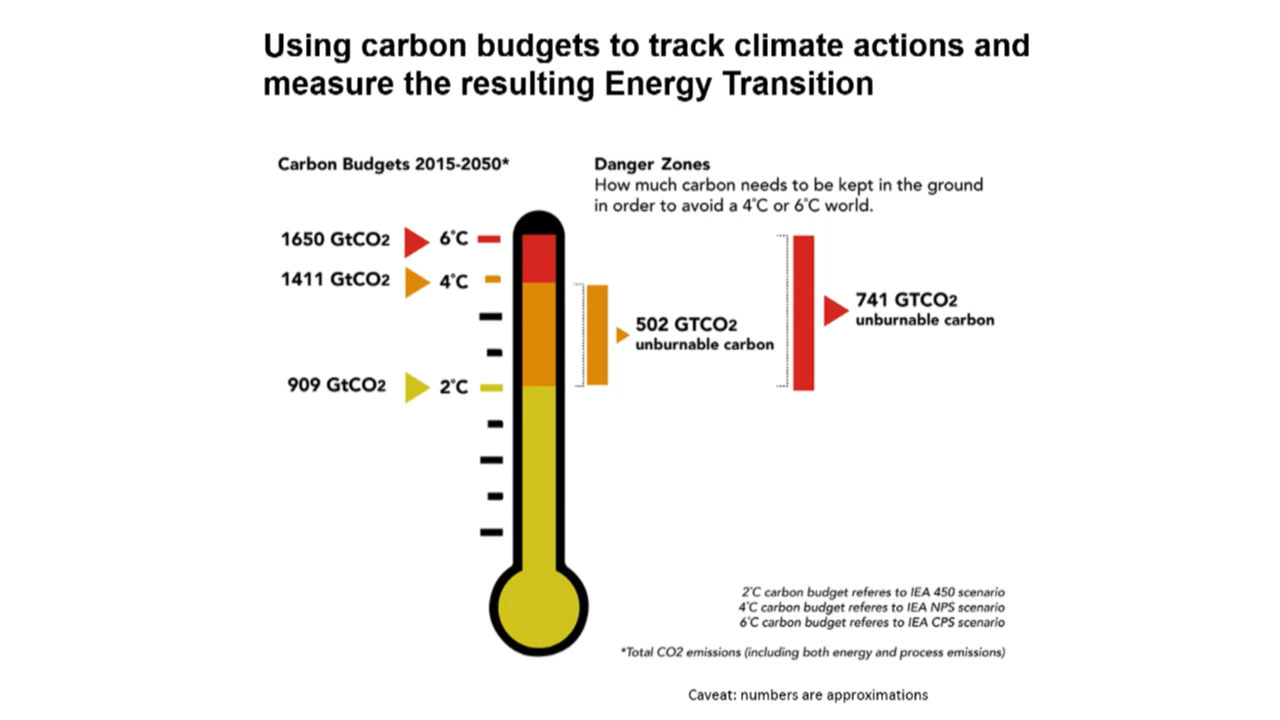 Using carbon budgets to track climate actions and
measure the resulting Energy Transition
Carbon Budgets 2015-2050*
Danger Zones
How much carbon needs to be kept in the ground
in order to avoid a 4°C or 6°C world.
1650 GtCO2
6°C
1411 GtCO2
4°C
909 GtCO2
2°C
502 GTCO2
unburnable carbon
741 GTCO2
unburnable carbon
2°C carbon budget referes to IEA 450 scenario
4°C carbon budget referes to IEA NPS scenario
6°C carbon budget referes to IEA CPS scenario
*Total CO2 emissions (including both energy and process emissions)
Caveat: numbers are approximations